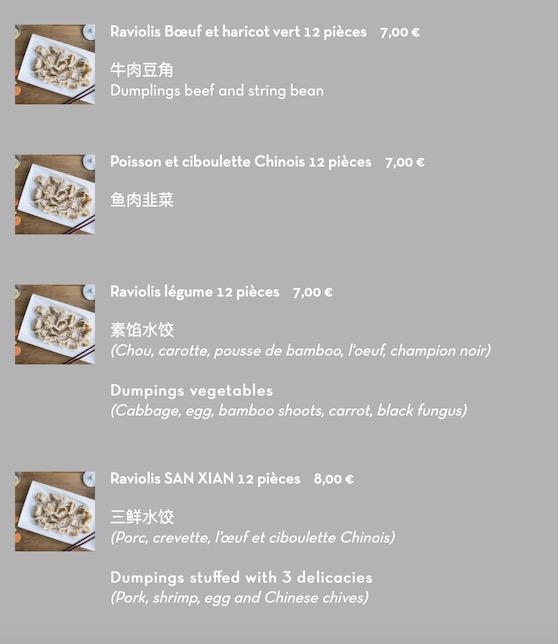 Raviolis Bœuf et haricot vert 12 pièces 7,00 €
牛肉豆角
Dumplings beef and string bean
Poisson et ciboulette Chinois 12 pièces 7,00 €
鱼肉韭菜
Raviolis légume 12 pièces 7,00 €
素馅水饺
(Chou, carotte, pousse de bamboo, l'oeuf, champion noir)
Dumpings vegetables
(Cabbage, egg, bamboo shoots, carrot, black fungus)
Raviolis SAN XIAN 12 pièces 8,00 €
三鲜水饺
(Porc, crevette, l'œuf et ciboulette Chinois)
Dumpings stuffed with 3 delicacies
(Pork, shrimp, egg and Chinese chives)